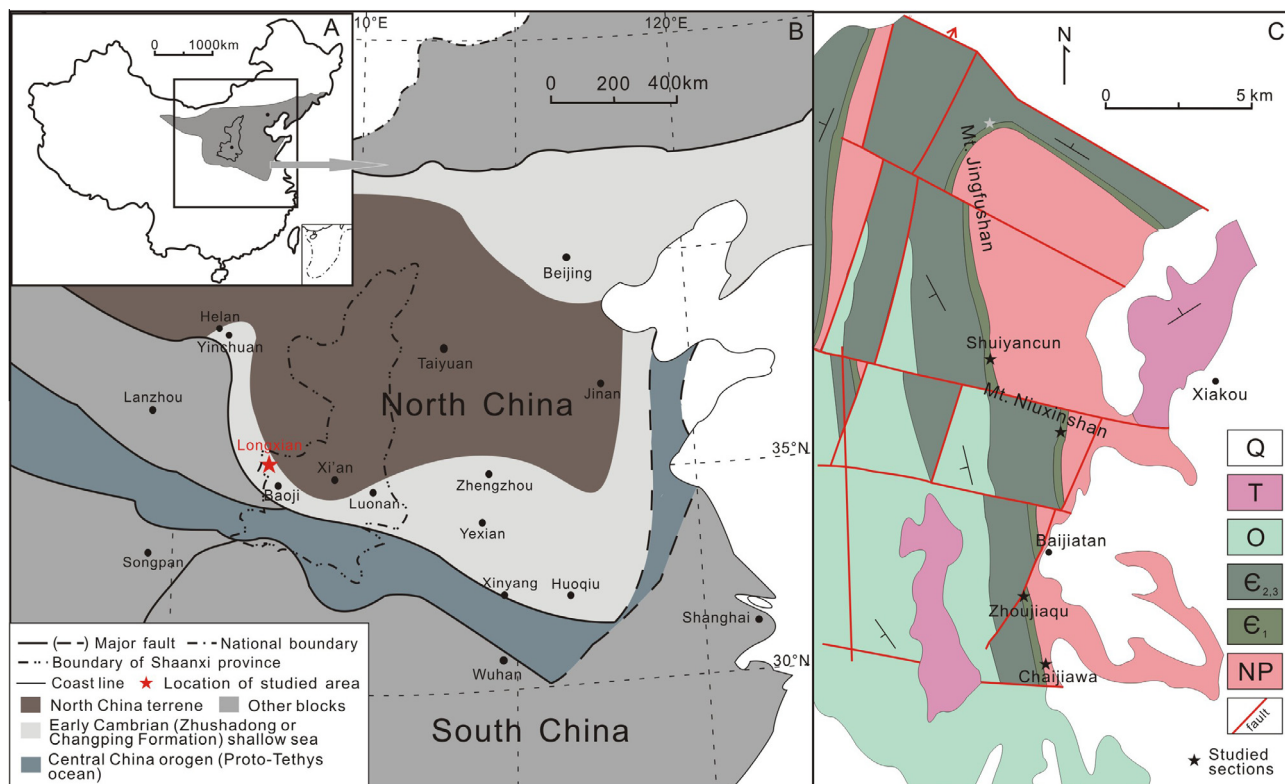 A
0 1000km
10°E
120°E
B
0 200 400km
Beijing
Helan
Yinchuan
Taiyuan
Jinan
Lanzhou
North China
Longxian
35°N
Xi'an
Baoji
Luonan
Zhengzhou
Yexian
Songpan
Xinyang
Huoqiu
Shanghai
Wuhan
30°N
South China
(— —) Major fault
National boundary
Boundary of Shaanxi province
Coast line
Location of studied area
North China terrene
Other blocks
Early Cambrian (Zhushadong or
Changping Formation) shallow sea
Central China orogen (Proto-Tethys
ocean)
C
N
0 5 km
Mt. Jingfushan
Shuiyancun
Mt. Niuxinshan
Xiakou
Baijiatan
Zhoujiaqu
Chaijiawa
Q
T
O
Є2,3
Є1
NP
fault
Studied
sections